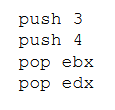 push 3
push 4
pop ebx
pop edx